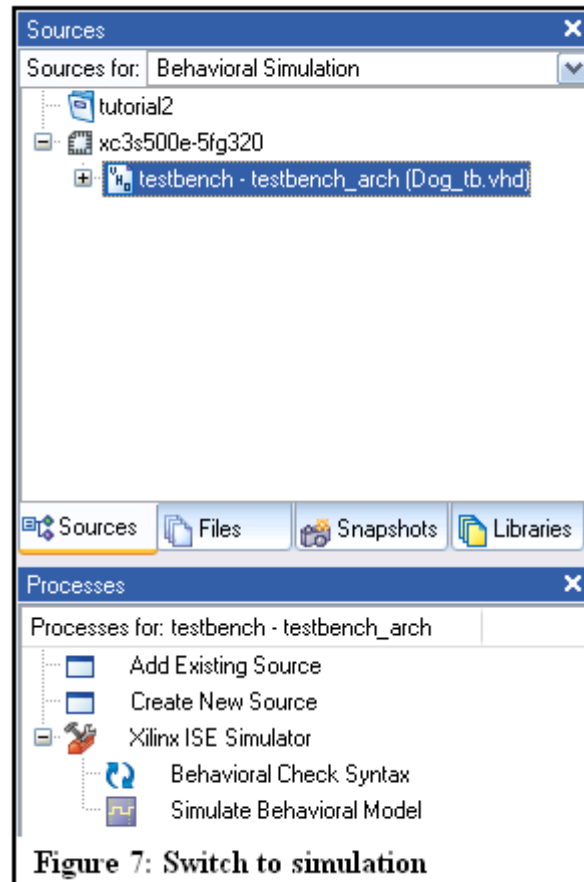 Sources
Sources for: Behavioral Simulation
tutorial2
xc3s500e-5fg320
testbench - testbench_arch (Dog_tb.vhd)
Sources Files Snapshots Libraries
Processes
Processes for: testbench - testbench_arch
Add Existing Source
Create New Source
Xilinx ISE Simulator
Behavioral Check Syntax
Simulate Behavioral Model
Figure 7: Switch to simulation